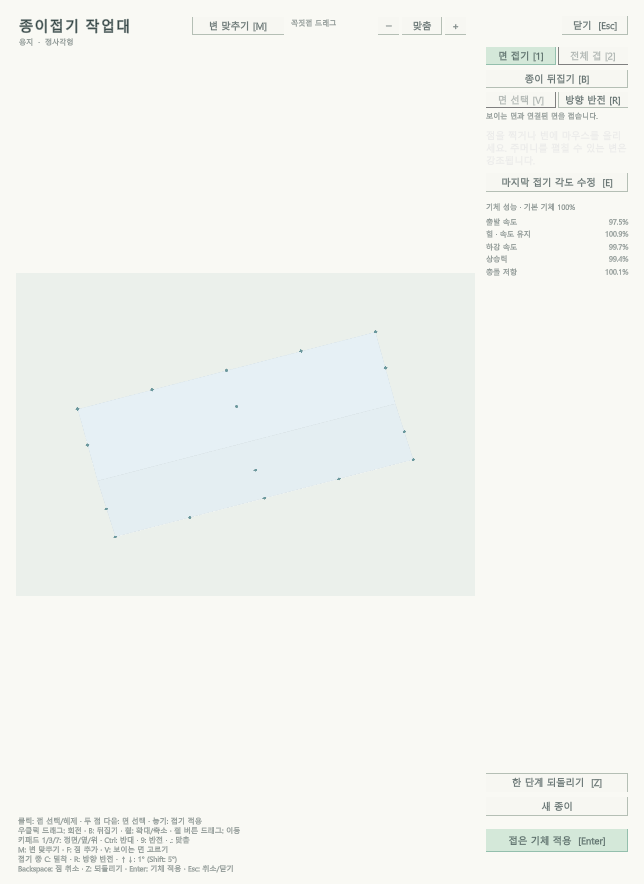 종이접기 작업대
변 맞추기 [M]
꼭짓점 드래그
− 맞춤 +
닫기 [Esc]
용지 · 정사각형
면 접기 [1]
전체 겹 [2]
종이 뒤집기 [B]
면 선택 [V]
방향 반전 [R]
보이는 면과 연결된 면을 접습니다.
마지막 접기 각도 수정 [E]
기체 성능 · 기본 기체 100%
출발 속도 97.5%
힘 · 속도 유지 100.9%
하강 속도 99.7%
상승력 99.4%
충돌 저항 100.1%
한 단계 되돌리기 [Z]
새 종이
접은 기체 적용 [Enter]
클릭: 점 선택/해제 · 두 점 다음: 면 선택 · 놓기: 접기 적용
우클릭 드래그: 회전 · B: 뒤집기 · 휠: 확대/축소 · 휠 버튼 드래그: 이동
키패드 1/3/7: 정면/옆/위 · Ctrl: 반대 · 9: 반전 · .: 맞춤
M: 변 맞추기 · F: 점 추가 · V: 보이는 면 고르기
접기 중 C: 밀착 · R: 방향 반전 · ↑↓: 1° (Shift: 5°)
Backspace: 점 취소 · Z: 되돌리기 · Enter: 기체 적용 · Esc: 취소/닫기